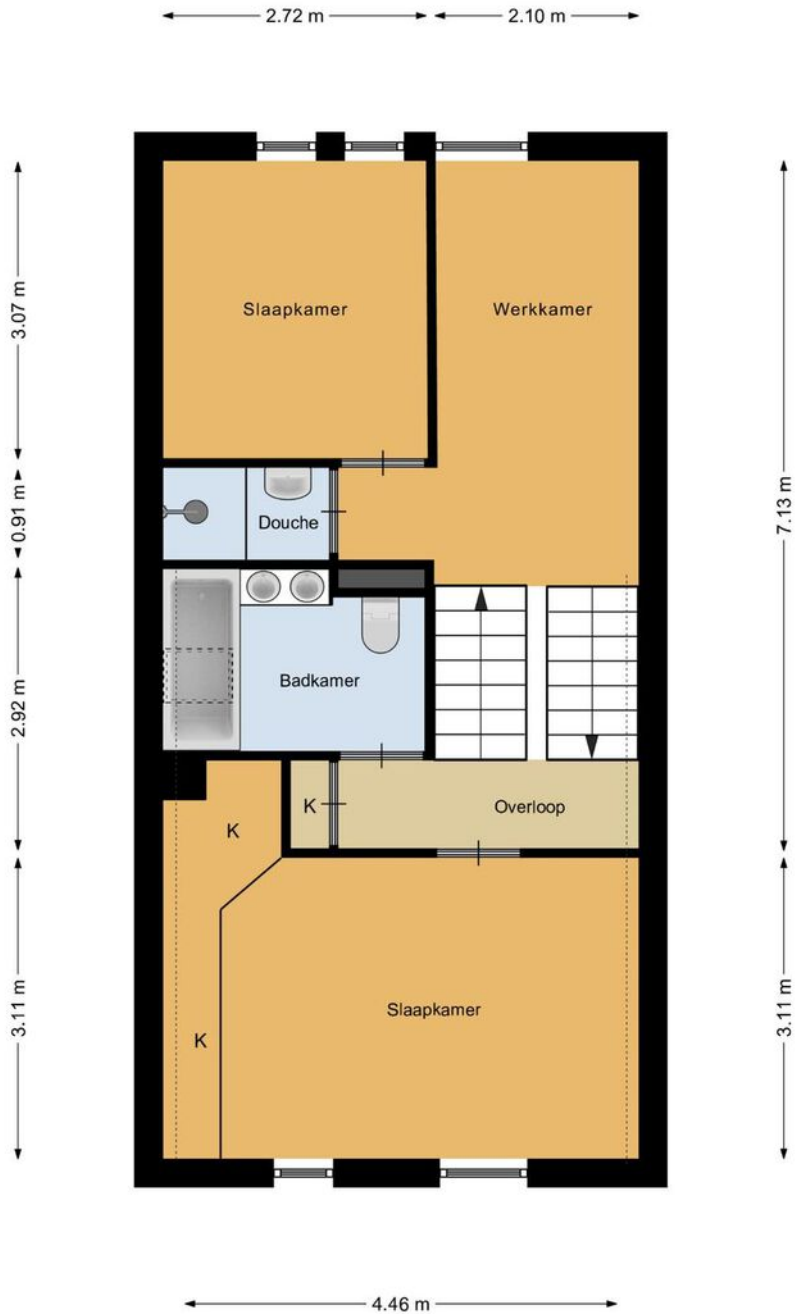 2.72 m
2.10 m
3.07 m
7.13 m
Slaapkamer
Werkkamer
0.91 m
Douche
2.92 m
Badkamer
K
Overloop
K
3.11 m
3.11 m
Slaapkamer
K
4.46 m